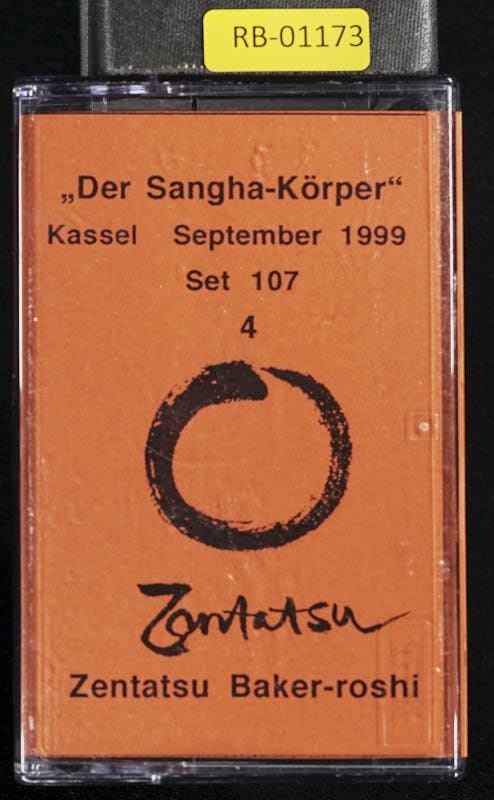 RB-01173
„Der Sangha-Körper“
Kassel September 1999
Set 107
4
Zentatsu
Zentatsu Baker-roshi